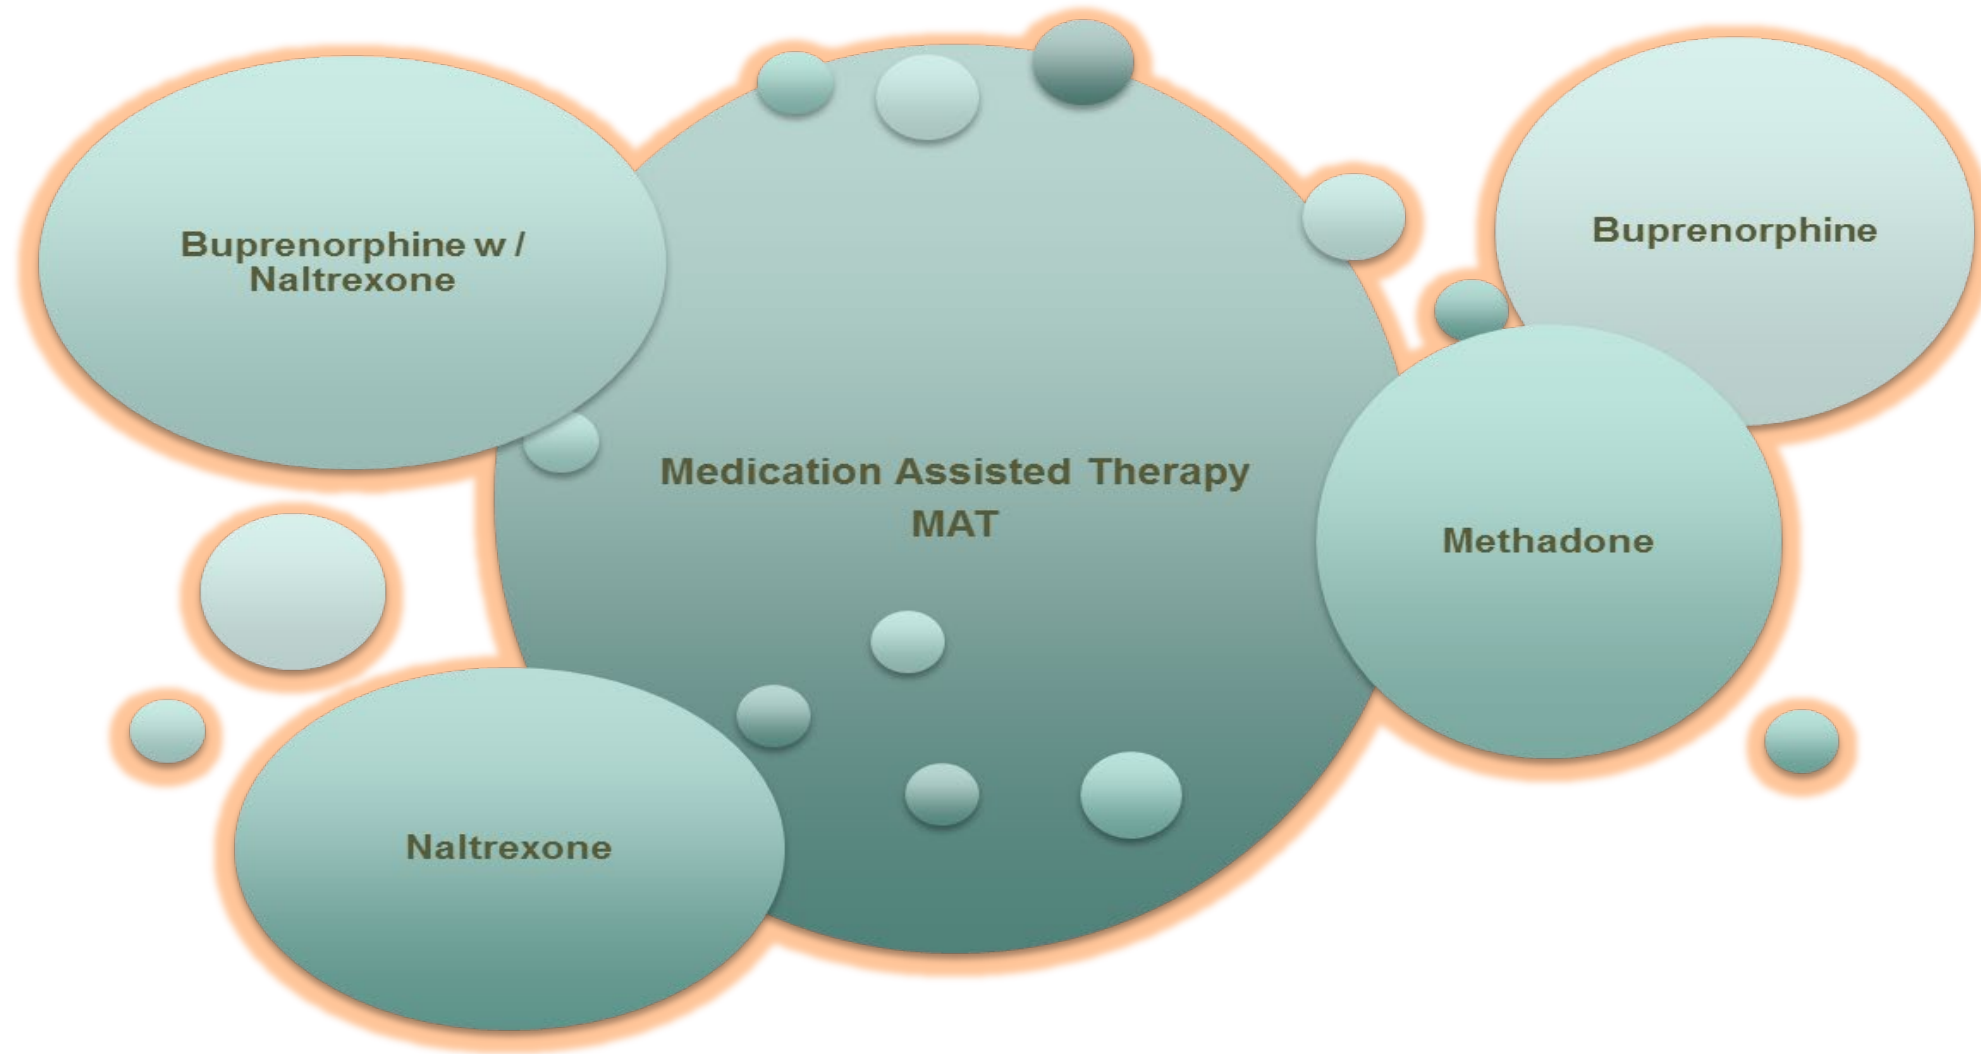 Buprenorphine w /
Naltrexone
Buprenorphine
Medication Assisted Therapy
MAT
Methadone
Naltrexone